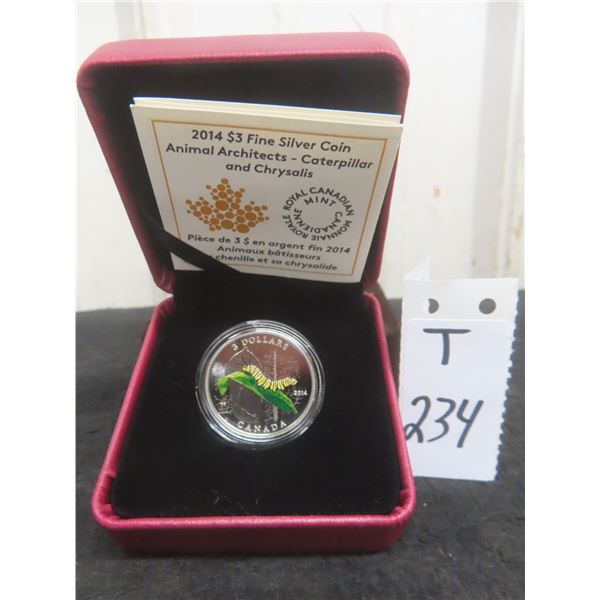 2014 $3 Fine Silver Coin
Animal Architects - Caterpillar
and Chrysalis
ROYAL CANADIAN MINT
MONNAIE ROYALE CANADIENNE
Pièce de 3 $ en argent fin 2014
Animaux bâtisseurs
chenille et sa chrysalide
3 DOLLARS
2014
CANADA
T
234